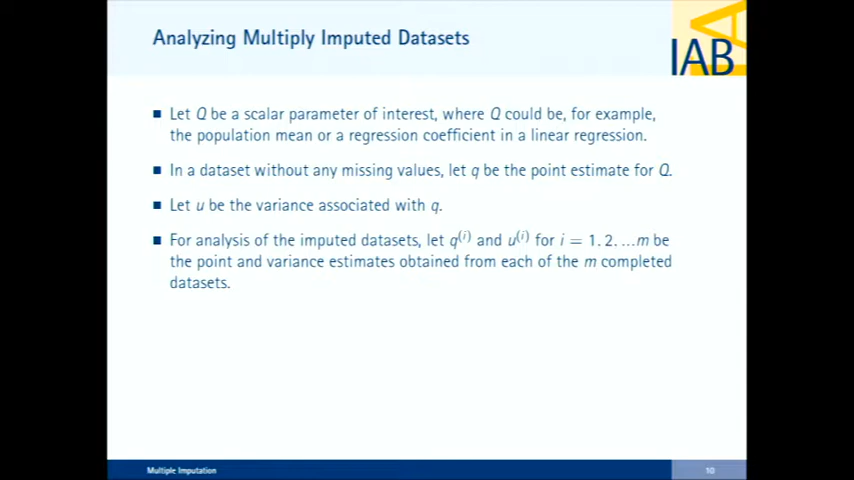 Analyzing Multiply Imputed Datasets
IAB
Let Q be a scalar parameter of interest, where Q could be, for example,
the population mean or a regression coefficient in a linear regression.
In a dataset without any missing values, let q be the point estimate for Q.
Let u be the variance associated with q.
For analysis of the imputed datasets, let q⁽ⁱ⁾ and u⁽ⁱ⁾ for i = 1. 2. ...m be
the point and variance estimates obtained from each of the m completed
datasets.
Multiple Imputation
10